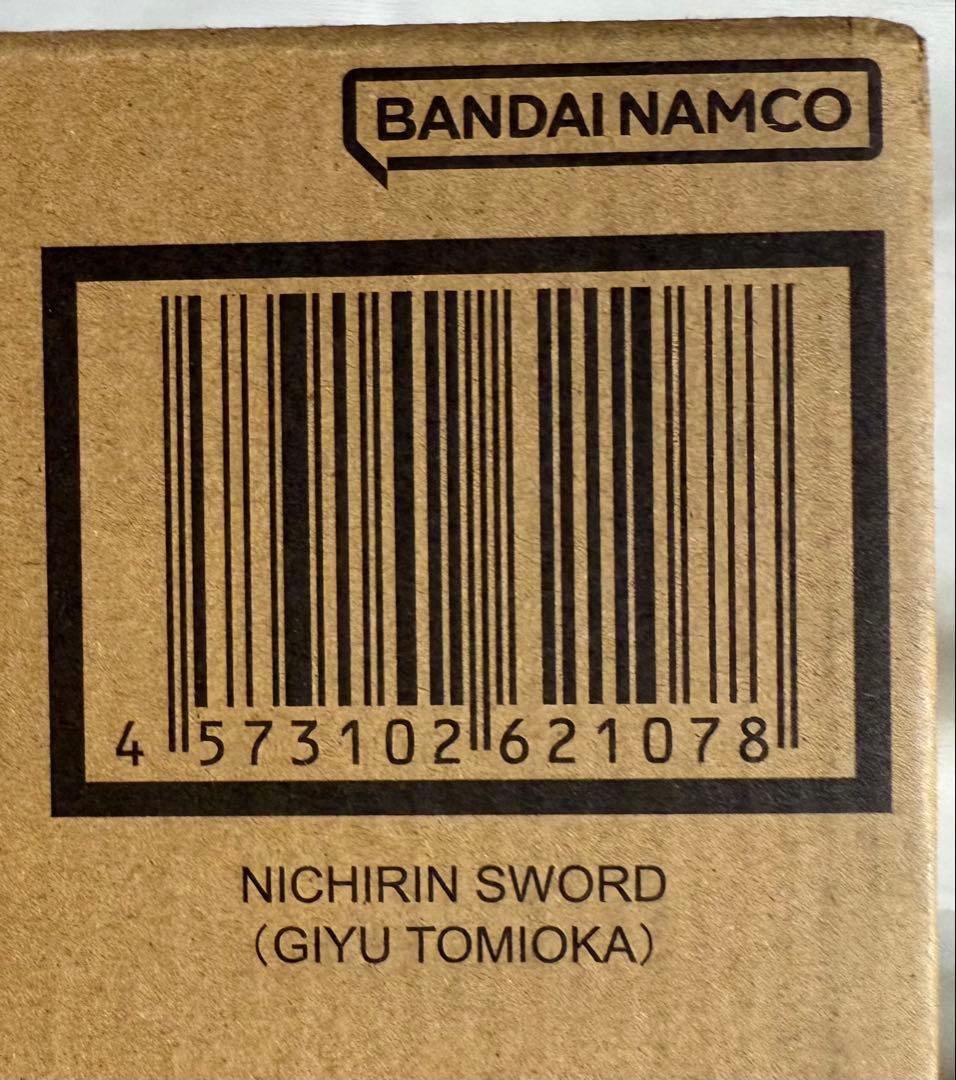 BANDAI NAMCO
4 573102 621078
NICHIRIN SWORD
（GIYU TOMIOKA）